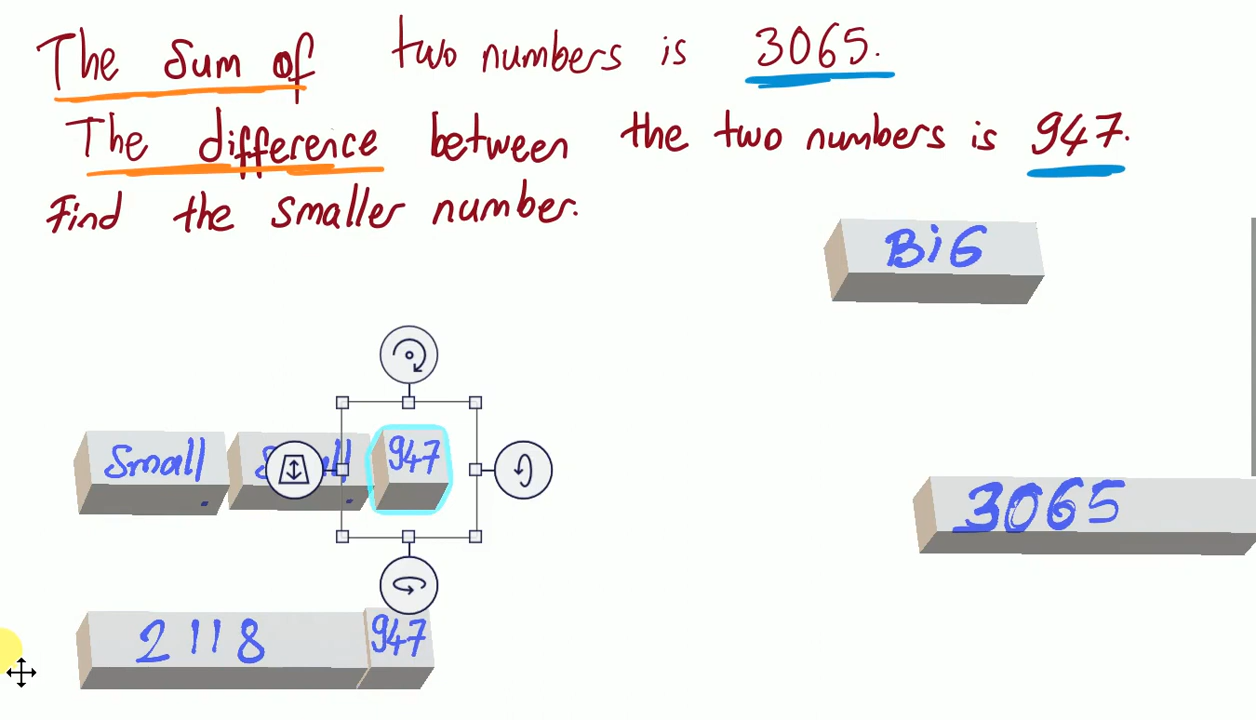 The sum of two numbers is 3065.
The difference between the two numbers is 947.
Find the smaller number.
BiG
Small 947
3065
2118 947